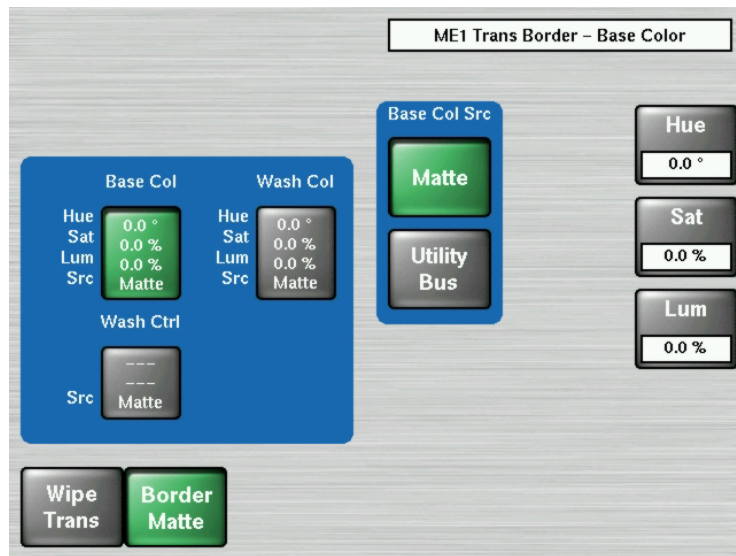 ME1 Trans Border – Base Color
Base Col Src
Matte
Utility
Bus
Hue
0.0 °
Sat
0.0 %
Lum
0.0 %
Base Col
Hue
Sat
Lum
Src
0.0 °
0.0 %
0.0 %
Matte
Wash Col
Hue
Sat
Lum
Src
0.0 °
0.0 %
0.0 %
Matte
Wash Ctrl
Src
---
---
Matte
Wipe
Trans
Border
Matte